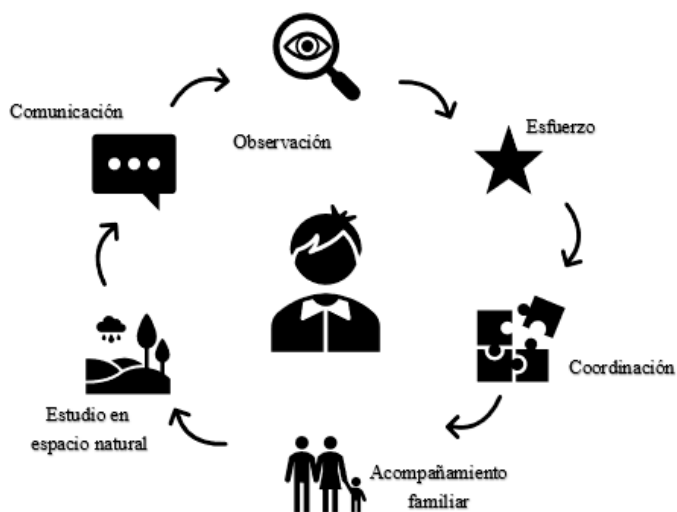 Comunicación
Observación
Esfuerzo
Coordinación
Acompañamiento
familiar
Estudio en
espacio natural